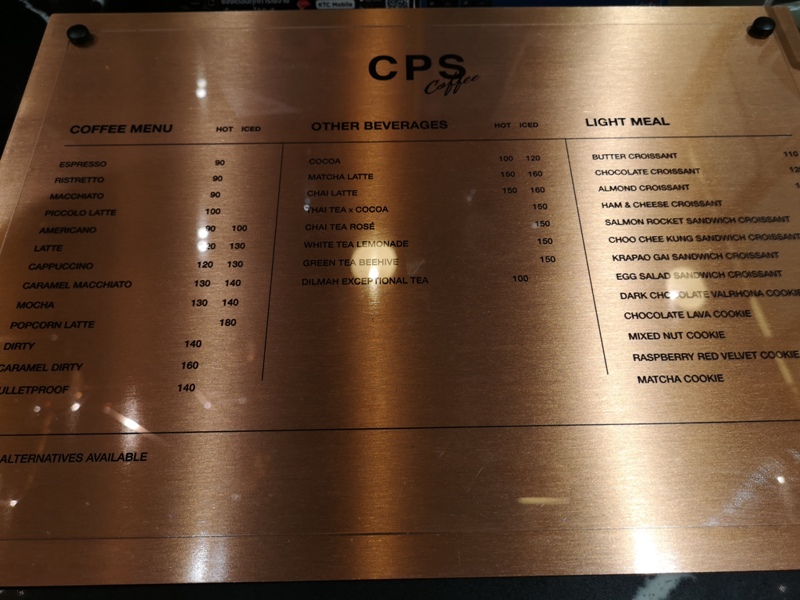 KTC Mobile
CPS
Coffee
COFFEE MENU HOT ICED
ESPRESSO 90
RISTRETTO 90
MACCHIATO 90
PICCOLO LATTE 100
AMERICANO 90 100
LATTE 130
CAPPUCCINO 120 130
CARAMEL MACCHIATO 130 140
MOCHA 130 140
POPCORN LATTE 180
DIRTY 140
CARAMEL DIRTY 160
ULLETPROOF 140
OTHER BEVERAGES HOT ICED
COCOA 100 120
MATCHA LATTE 150 160
CHAI LATTE 150 160
THAI TEA x COCOA 150
CHAI TEA ROSÉ 150
WHITE TEA LEMONADE 150
GREEN TEA BEEHIVE 150
DILMAH EXCEPTIONAL TEA 100
LIGHT MEAL
BUTTER CROISSANT 110
CHOCOLATE CROISSANT
ALMOND CROISSANT
HAM & CHEESE CROISSANT
SALMON ROCKET SANDWICH CROISSANT
CHOO CHEE KUNG SANDWICH CROISSANT
KRAPAO GAI SANDWICH CROISSANT
EGG SALAD SANDWICH CROISSANT
DARK CHOCOLATE VALRHONA COOKIE
CHOCOLATE LAVA COOKIE
MIXED NUT COOKIE
RASPBERRY RED VELVET COOKIE
MATCHA COOKIE
ALTERNATIVES AVAILABLE